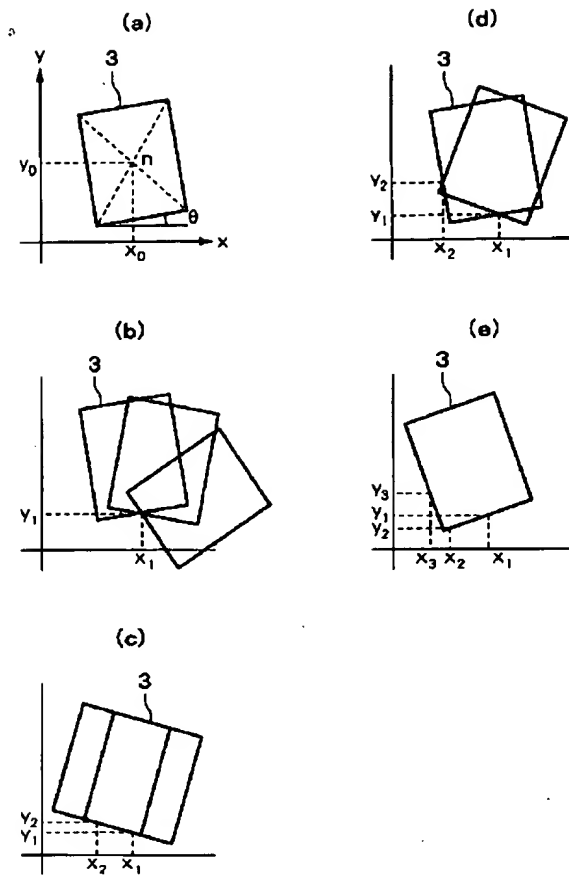 (a)
3
y
y₀
n
θ
x
x₀
(b)
3
y₁
x₁
(c)
3
y₂
y₁
x₂ x₁
(d)
3
y₂
y₁
x₂ x₁
(e)
3
y₃
y₁
y₂
x₃ x₂ x₁